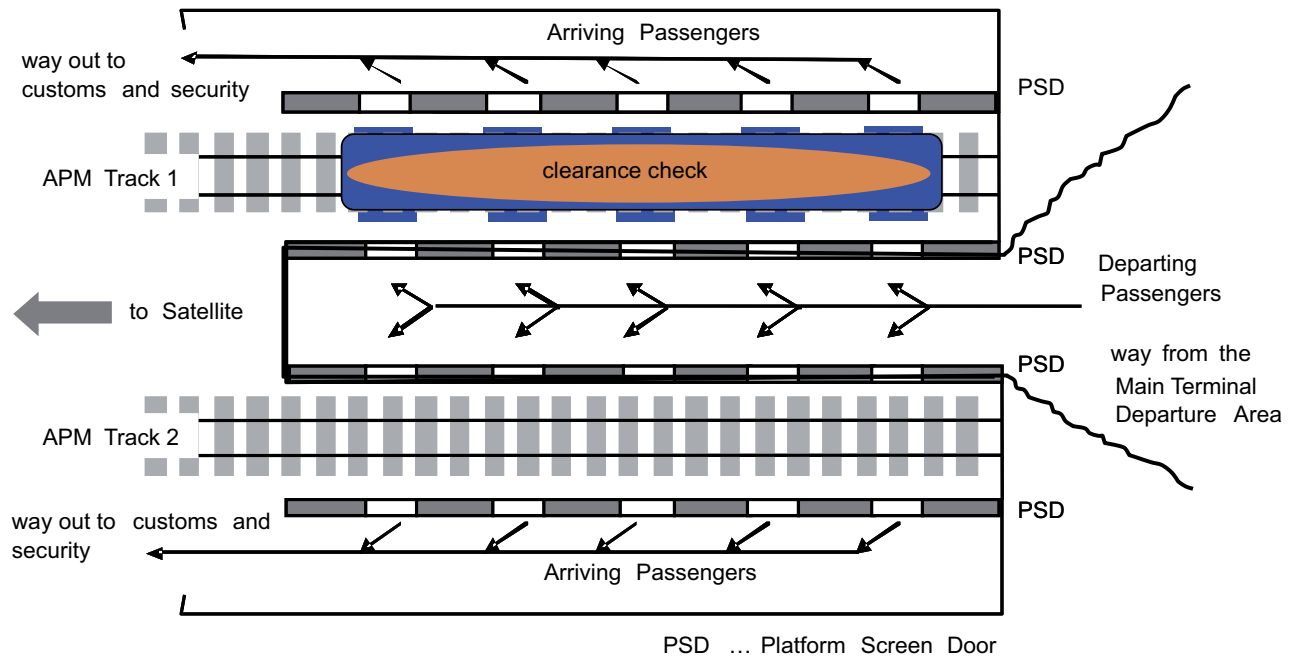 Arriving Passengers
way out to
customs and security
PSD
APM Track 1
clearance check
PSD
Departing
Passengers
to Satellite
way from the
Main Terminal
Departure Area
PSD
APM Track 2
PSD
way out to customs and
security
Arriving Passengers
PSD ... Platform Screen Door